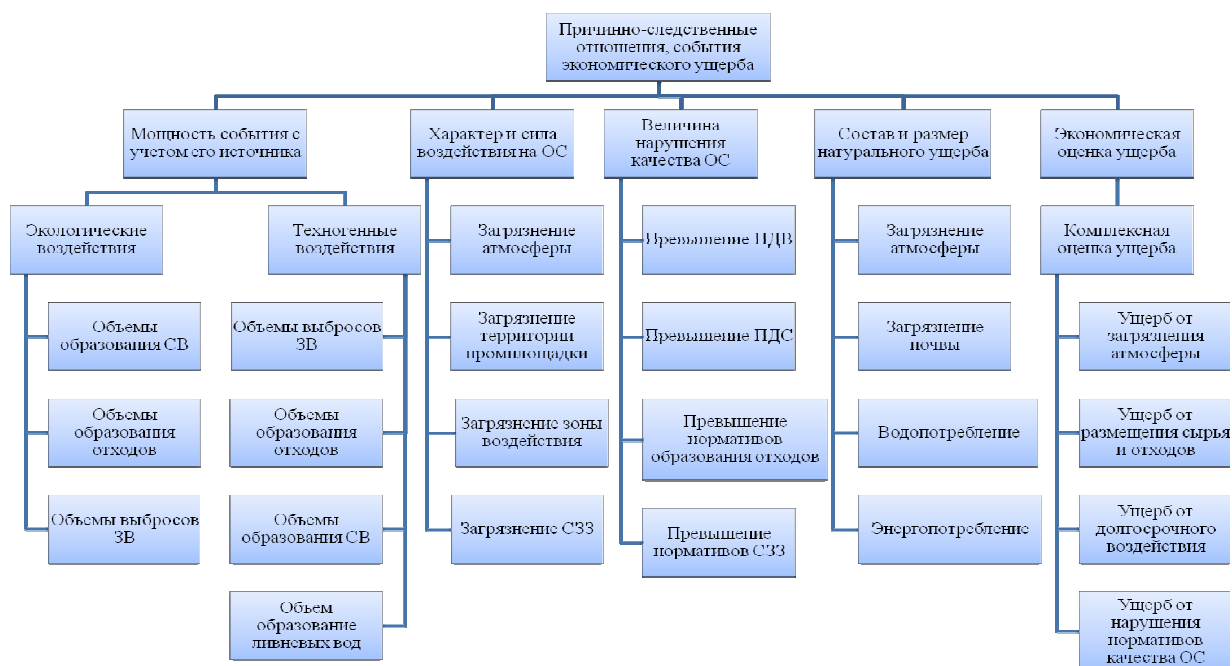 Причинно-следственные
отношения, события
экономического ущерба
Мощность события с
учетом его источника
Характер и сила
воздействия на ОС
Величина
нарушения
качества ОС
Состав и размер
натурального ущерба
Экономическая
оценка ущерба
Экологические
воздействия
Техногенные
воздействия
Загрязнение
атмосферы
Превышение ПДВ
Загрязнение
атмосферы
Комплексная
оценка ущерба
Объемы
образования СВ
Объемы выбросов
ЗВ
Загрязнение
территории
промплощадки
Превышение ПДС
Загрязнение
почвы
Ущерб от
загрязнения
атмосферы
Объемы
образования
отходов
Объемы
образования
отходов
Загрязнение зоны
воздействия
Превышение
нормативов
образования отходов
Водопотребление
Ущерб от
размещения сырья
и отходов
Объемы выбросов
ЗВ
Объемы
образования СВ
Загрязнение СЗЗ
Превышение
нормативов СЗЗ
Энергопотребление
Ущерб от
долгосрочного
воздействия
Объем
образование
ливневых вод
Ущерб от
нарушения
нормативов
качества ОС